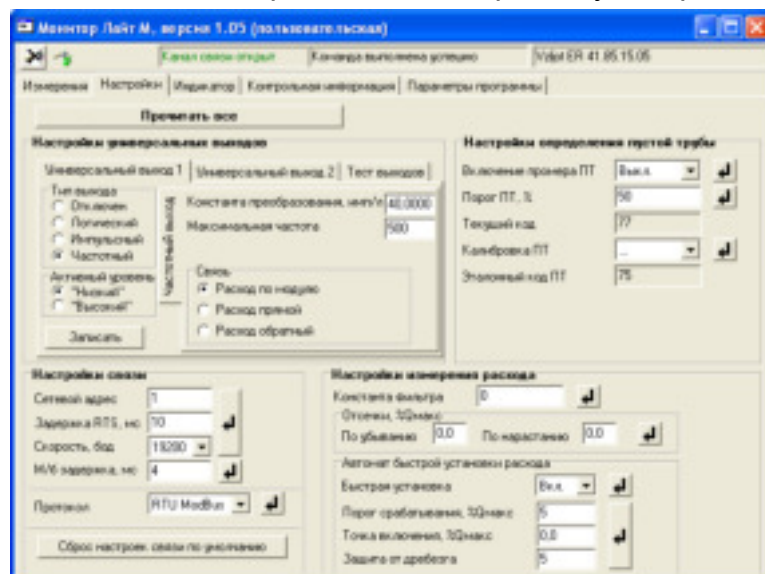 Монитор Лайт М, версия 1.05 (пользовательская)
Канал связи открыт Команда выполнена успешно Vzljot ER 41.85.15.05
Измерения Настройки Индикатор Контрольная информация Параметры программы
Прочитать все
Настройки универсальных выходов
Универсальный выход 1 Универсальный выход 2 Тест выходов
Тип выхода
Отключен
Логический
Импульсный
Частотный
Активный уровень
"Низкий"
"Высокий"
Записать
Частотный выход
Константа преобразования, имп/л 40,0000
Максимальная частота 500
Связь
Расход по модулю
Расход прямой
Расход обратный
Настройки определения пустой трубы
Включение промера ПТ Выкл.
Порог ПТ, % 50
Текущий код 77
Калибровка ПТ ...
Эталонный код ПТ 75
Настройки связи
Сетевой адрес 1
Задержка RTS, мс 10
Скорость, бод 19200
М/б задержка, мс 4
Протокол RTU ModBus
Сброс настроек связи по умолчанию
Настройки измерения расхода
Константа фильтра 0
Отсечки, %Qмакс
По убыванию 0,0 По нарастанию 0,0
Автомат быстрой установки расхода
Быстрая установка Вкл.
Порог срабатывания, %Qмакс 5
Точка включения, %Qмакс 0,0
Защита от дребезга 5